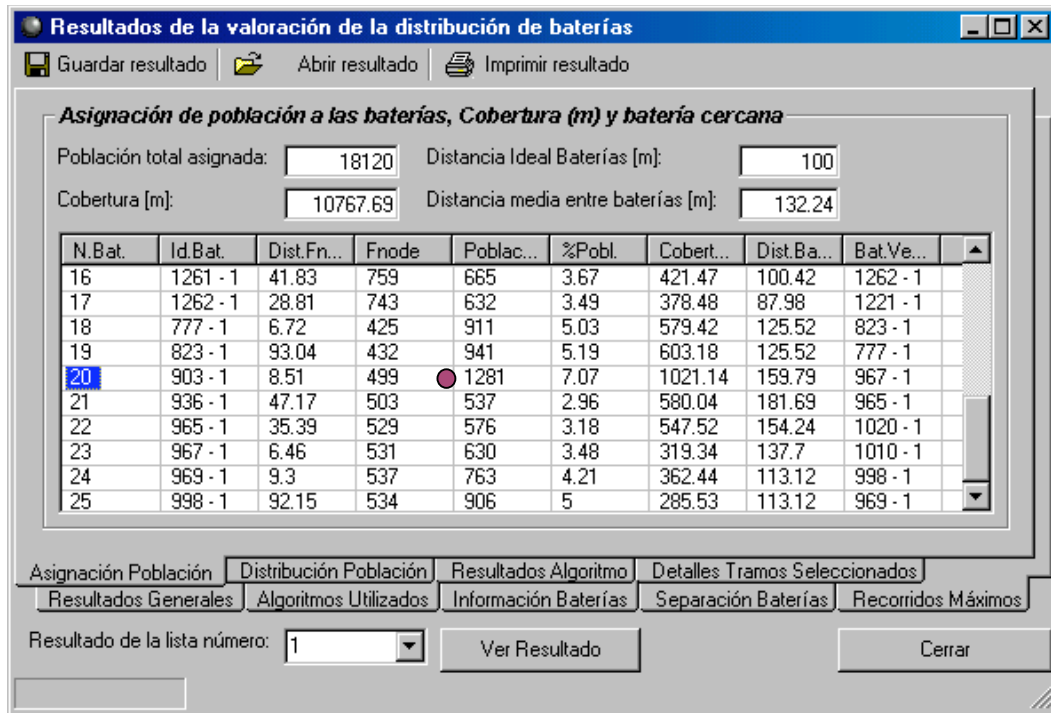 Resultados de la valoración de la distribución de baterías
Guardar resultado Abrir resultado Imprimir resultado
Asignación de población a las baterías, Cobertura (m) y batería cercana
Población total asignada: 18120 Distancia Ideal Baterías [m]: 100
Cobertura [m]: 10767.69 Distancia media entre baterías [m]: 132.24
N.Bat. Id.Bat. Dist.Fn... Fnode Poblac... %Pobl. Cobert... Dist.Ba... Bat.Ve...
16 1261 - 1 41.83 759 665 3.67 421.47 100.42 1262 - 1
17 1262 - 1 28.81 743 632 3.49 378.48 87.98 1221 - 1
18 777 - 1 6.72 425 911 5.03 579.42 125.52 823 - 1
19 823 - 1 93.04 432 941 5.19 603.18 125.52 777 - 1
20 903 - 1 8.51 499 1281 7.07 1021.14 159.79 967 - 1
21 936 - 1 47.17 503 537 2.96 580.04 181.69 965 - 1
22 965 - 1 35.39 529 576 3.18 547.52 154.24 1020 - 1
23 967 - 1 6.46 531 630 3.48 319.34 137.7 1010 - 1
24 969 - 1 9.3 537 763 4.21 362.44 113.12 998 - 1
25 998 - 1 92.15 534 906 5 285.53 113.12 969 - 1
Asignación Población Distribución Población Resultados Algoritmo Detalles Tramos Seleccionados
Resultados Generales Algoritmos Utilizados Información Baterías Separación Baterías Recorridos Máximos
Resultado de la lista número: 1 Ver Resultado Cerrar